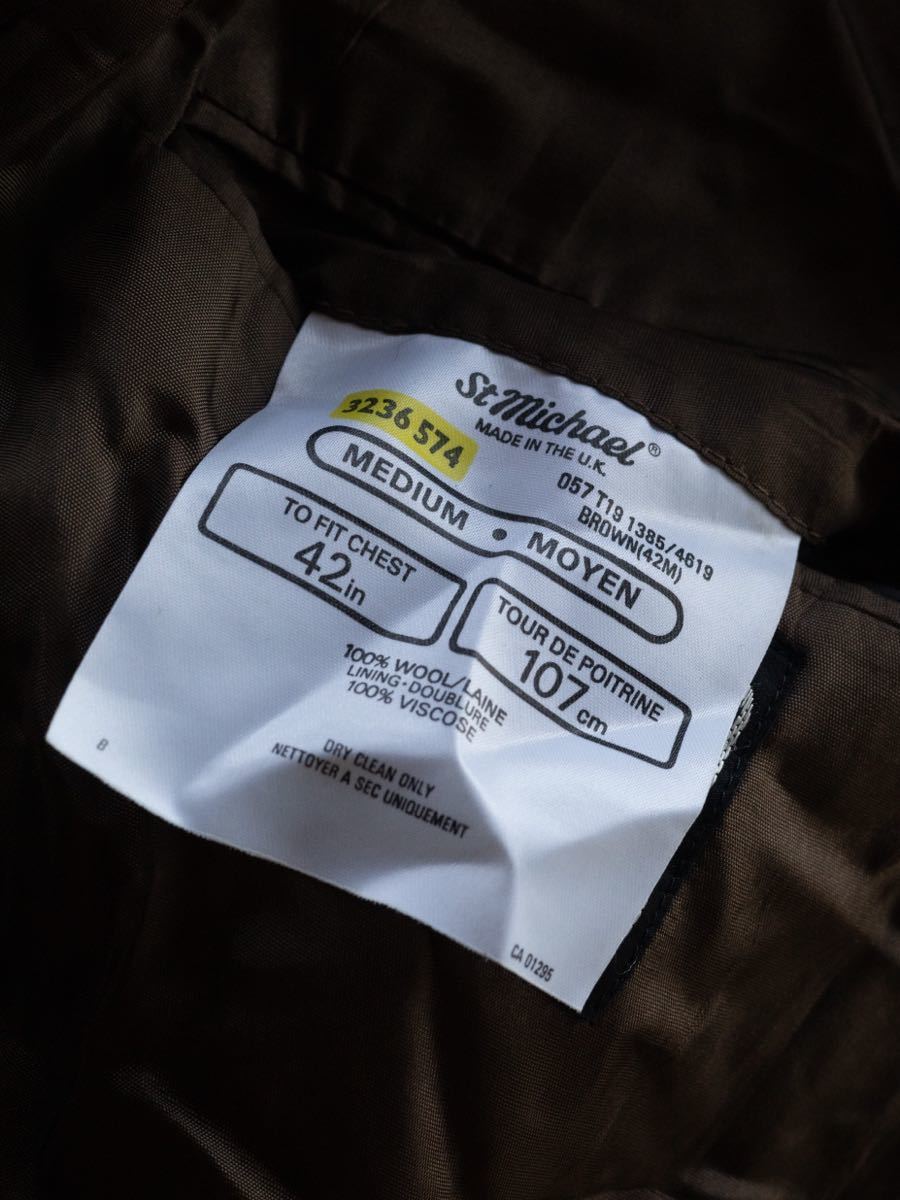 St Michael®
MADE IN THE U.K.
3236 574
057 T19 1385/4619
BROWN(42M)
MEDIUM • MOYEN
TO FIT CHEST
42in
TOUR DE POITRINE
107cm
100% WOOL/LAINE
LINING-DOUBLURE
100% VISCOSE
DRY CLEAN ONLY
NETTOYER A SEC UNIQUEMENT
B
CA 01295